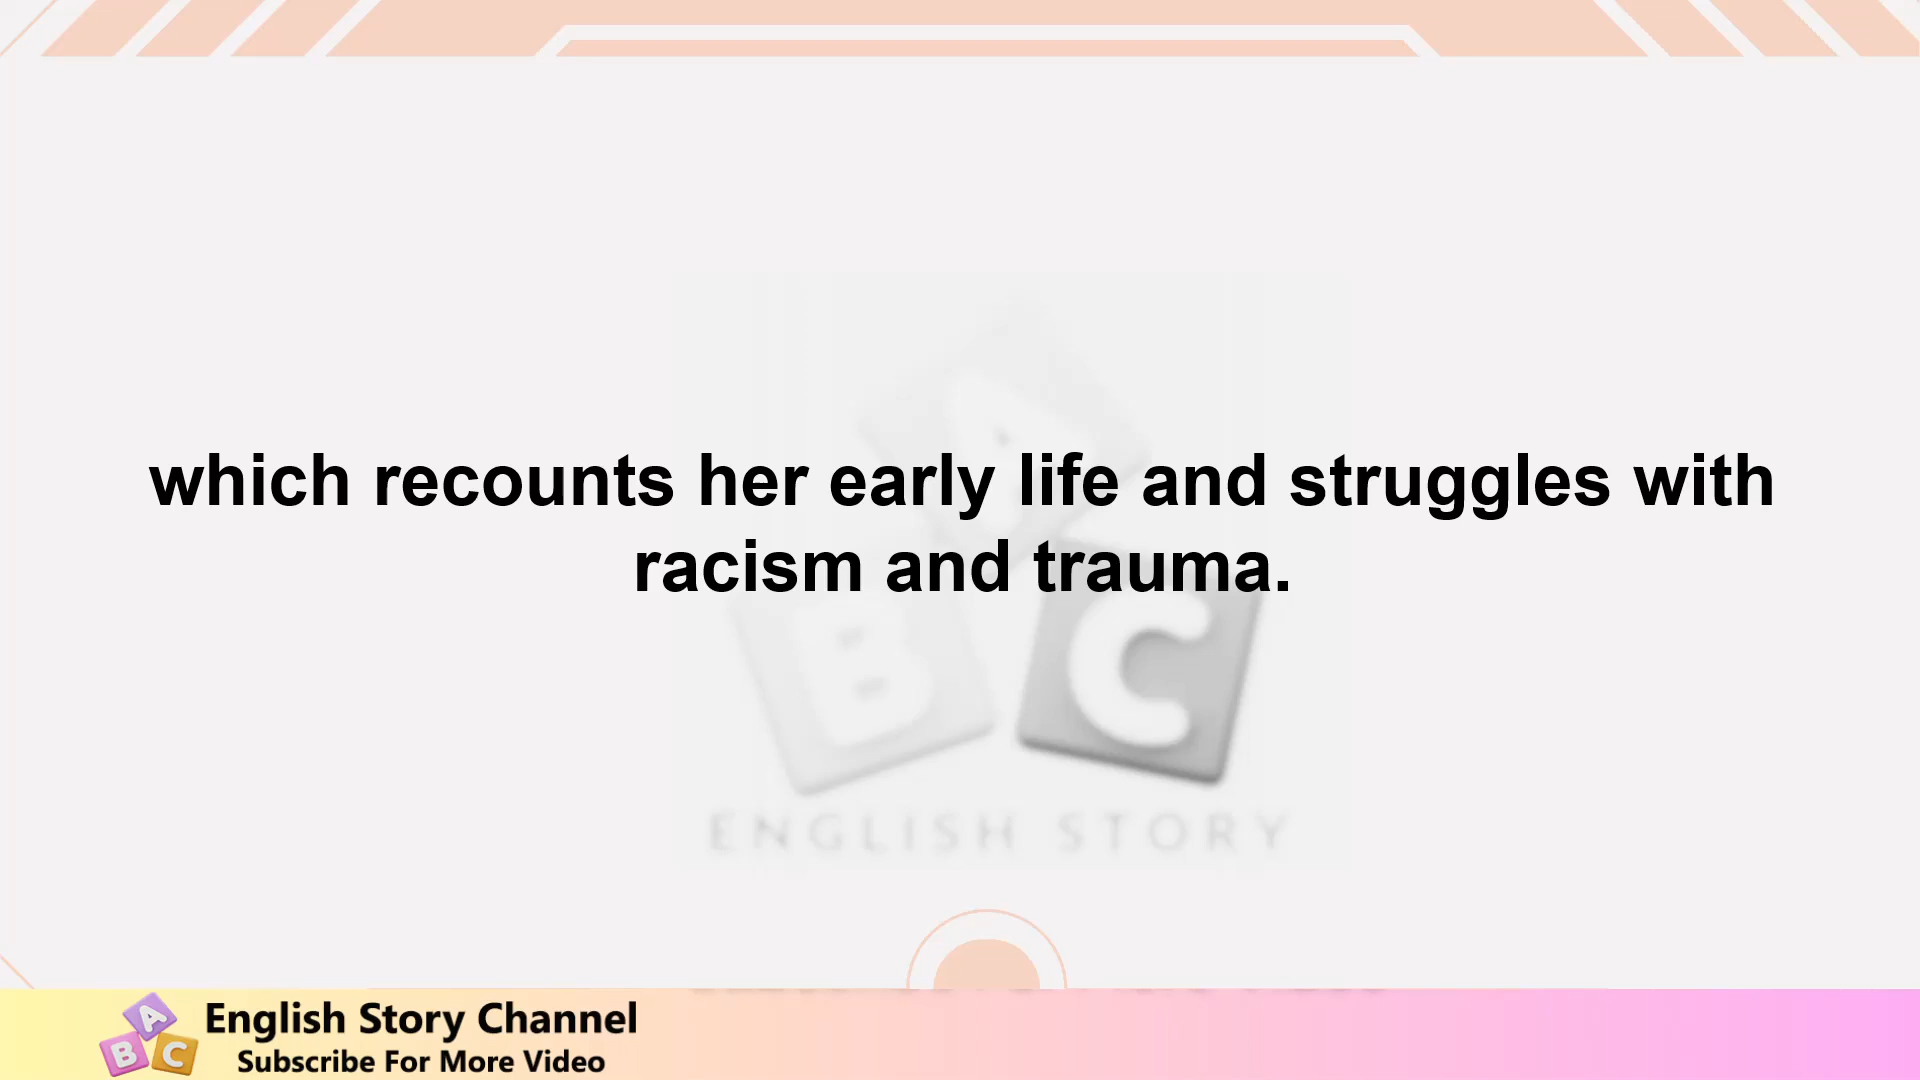 which recounts her early life and struggles with
racism and trauma.
A
B
C
ENGLISH STORY
A
B
C
English Story Channel
Subscribe For More Video